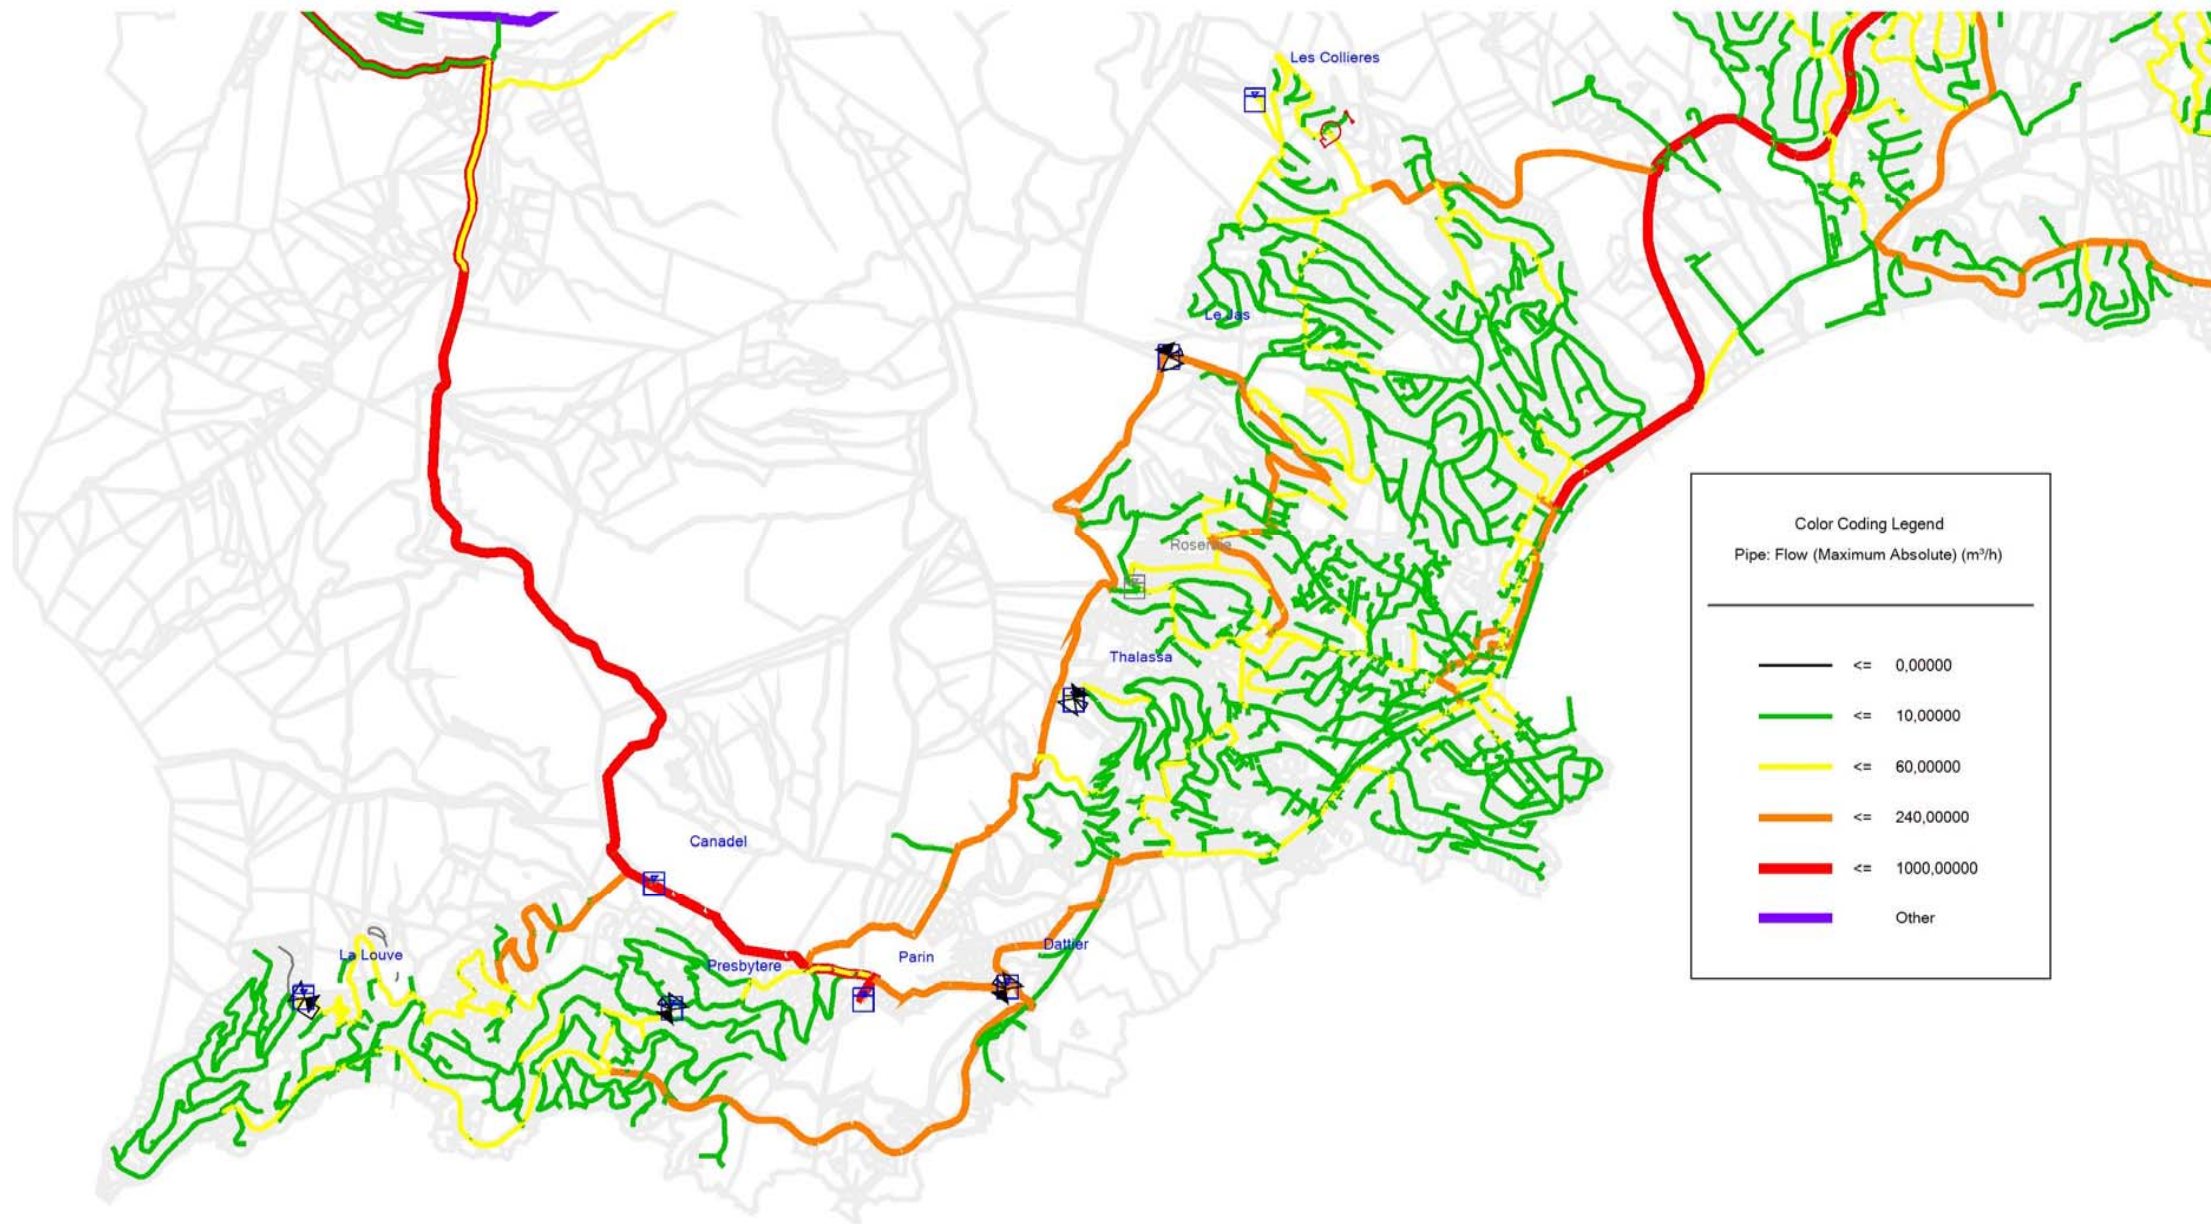 Les Collieres
Le Jas
Thalassa
Canadel
La Louve
Presbytere
Parin
Dattier
Color Coding Legend
Pipe: Flow (Maximum Absolute) (m³/h)
<= 0,00000
<= 10,00000
<= 60,00000
<= 240,00000
<= 1000,00000
Other